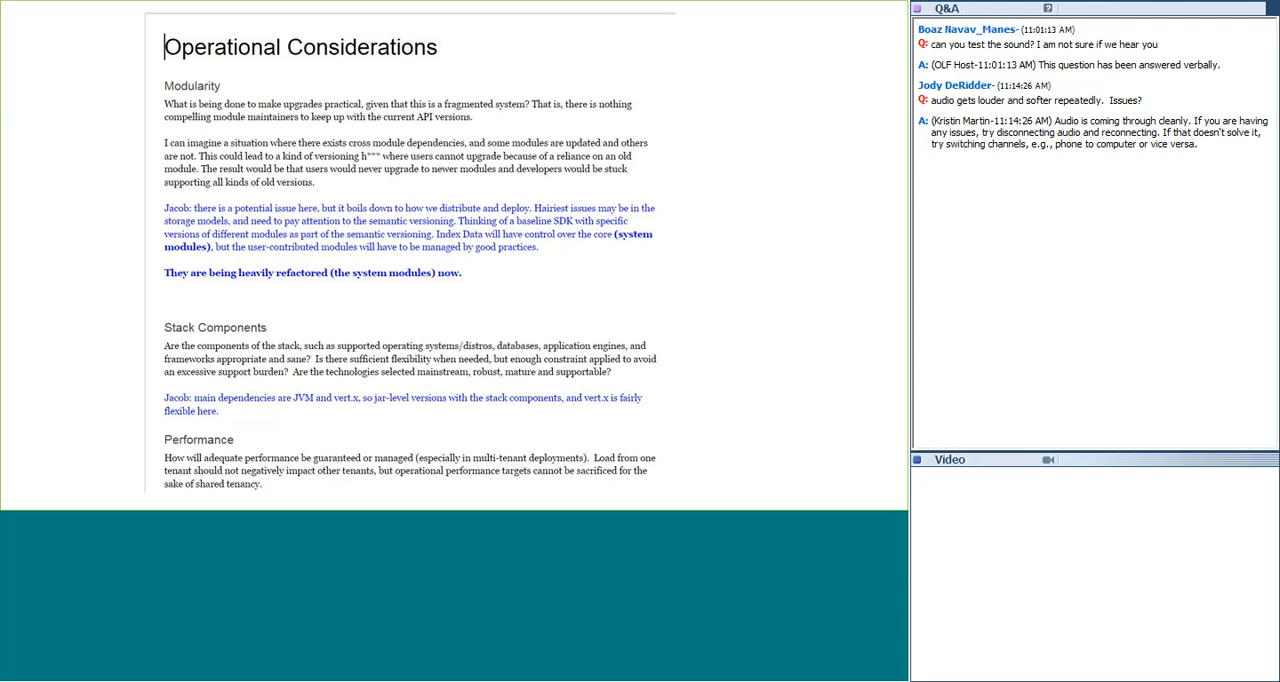 Operational Considerations
Modularity
What is being done to make upgrades practical, given that this is a fragmented system? That is, there is nothing
compelling module maintainers to keep up with the current API versions.
I can imagine a situation where there exists cross module dependencies, and some modules are updated and others
are not. This could lead to a kind of versioning h*** where users cannot upgrade because of a reliance on an old
module. The result would be that users would never upgrade to newer modules and developers would be stuck
supporting all kinds of old versions.
Jacob: there is a potential issue here, but it boils down to how we distribute and deploy. Hairiest issues may be in the
storage models, and need to pay attention to the semantic versioning. Thinking of a baseline SDK with specific
versions of different modules as part of the semantic versioning. Index Data will have control over the core (system
modules), but the user-contributed modules will have to be managed by good practices.
They are being heavily refactored (the system modules) now.
Stack Components
Are the components of the stack, such as supported operating systems/distros, databases, application engines, and
frameworks appropriate and sane? Is there sufficient flexibility when needed, but enough constraint applied to avoid
an excessive support burden? Are the technologies selected mainstream, robust, mature and supportable?
Jacob: main dependencies are JVM and vert.x, so jar-level versions with the stack components, and vert.x is fairly
flexible here.
Performance
How will adequate performance be guaranteed or managed (especially in multi-tenant deployments). Load from one
tenant should not negatively impact other tenants, but operational performance targets cannot be sacrificed for the
sake of shared tenancy.
Q&A
Boaz Navav_Manes- (11:01:13 AM)
Q: can you test the sound? I am not sure if we hear you
A: (OLF Host-11:01:13 AM) This question has been answered verbally.
Jody DeRidder- (11:14:26 AM)
Q: audio gets louder and softer repeatedly. Issues?
A: (Kristin Martin-11:14:26 AM) Audio is coming through cleanly. If you are having
any issues, try disconnecting audio and reconnecting. If that doesn't solve it,
try switching channels, e.g., phone to computer or vice versa.
Video